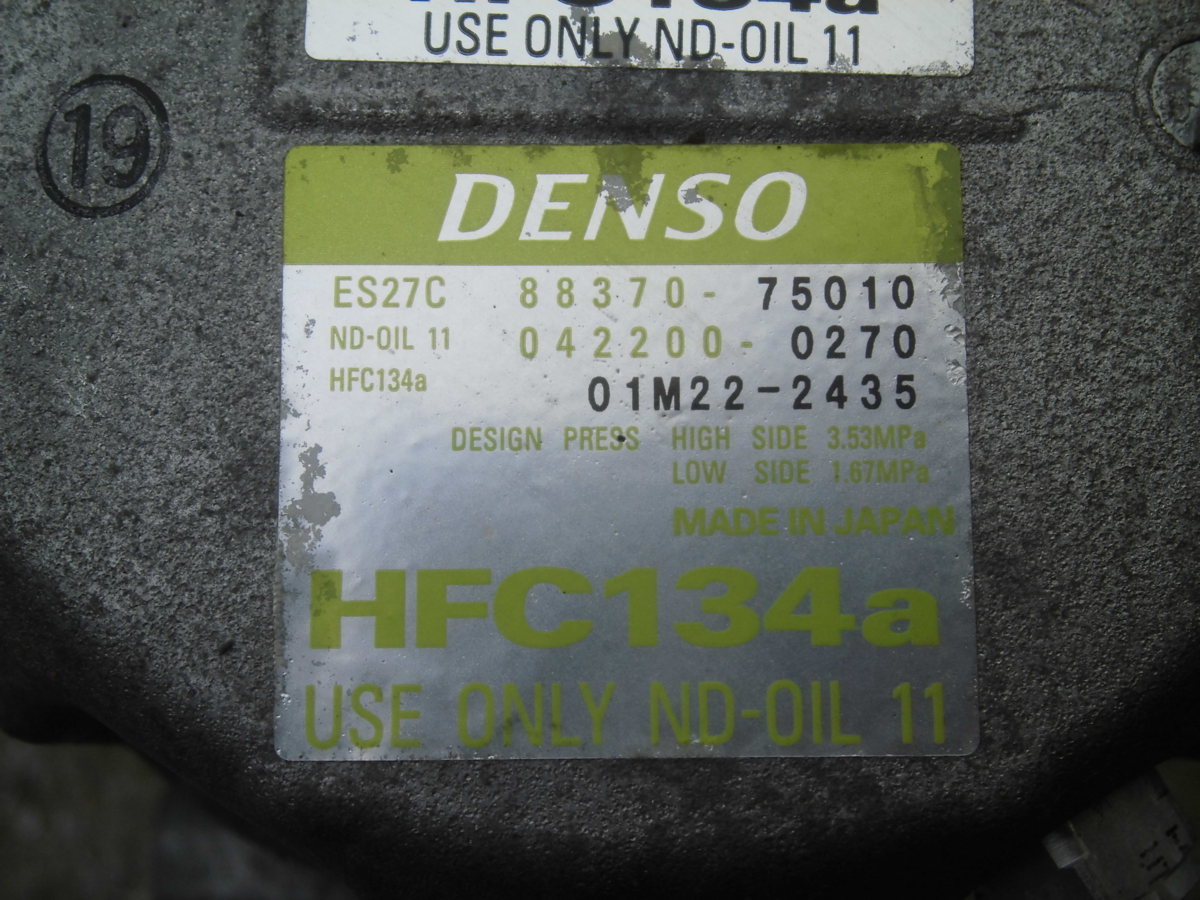 USE ONLY ND-OIL 11
19
DENSO
ES27C 88370-75010
ND-OIL 11 042200-0270
HFC134a 01M22-2435
DESIGN PRESS HIGH SIDE 3.53MPa
LOW SIDE 1.67MPa
MADE IN JAPAN
HFC134a
USE ONLY ND-OIL 11